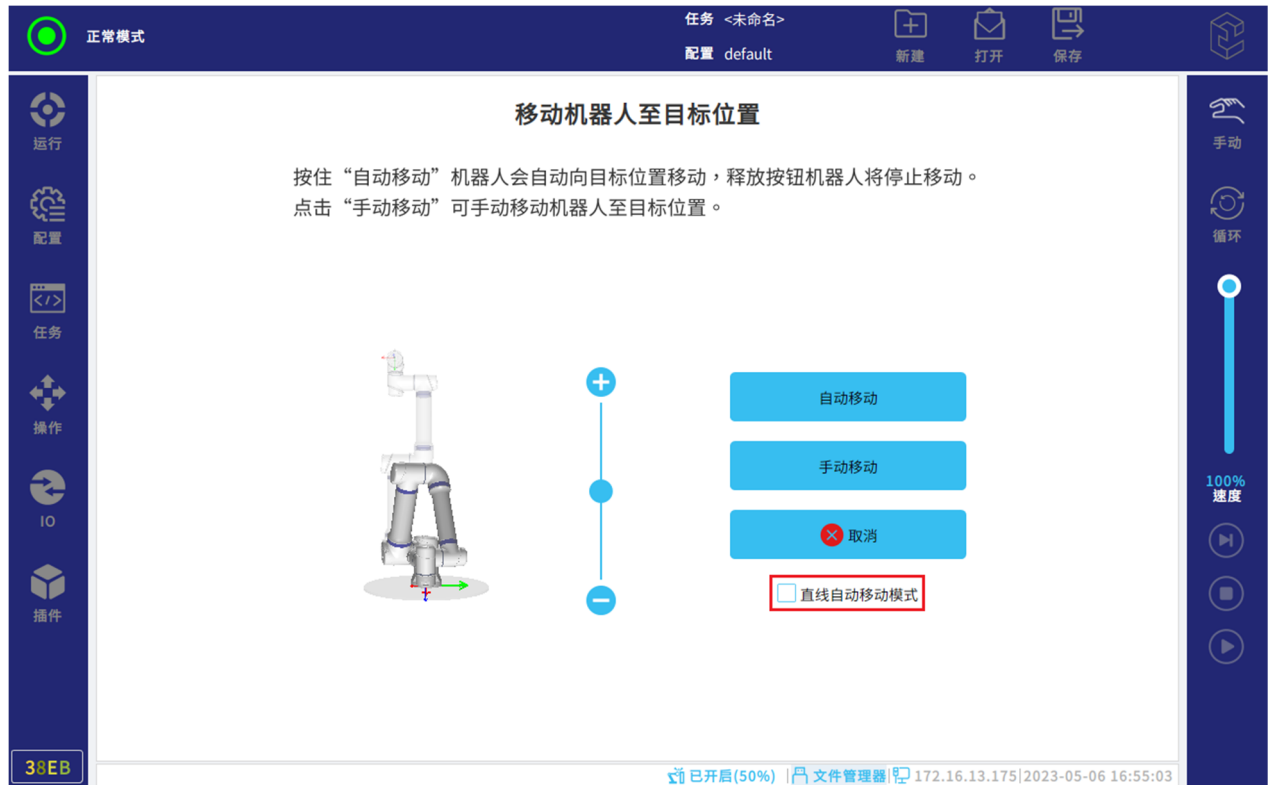 正常模式
任务 <未命名>
配置 default
新建 打开 保存
运行
配置
任务
操作
IO
插件
38EB
移动机器人至目标位置
按住“自动移动”机器人会自动向目标位置移动，释放按钮机器人将停止移动。
点击“手动移动”可手动移动机器人至目标位置。
自动移动
手动移动
取消
直线自动移动模式
手动
循环
100%
速度
已开启(50%) | 文件管理器| 172.16.13.175|2023-05-06 16:55:03